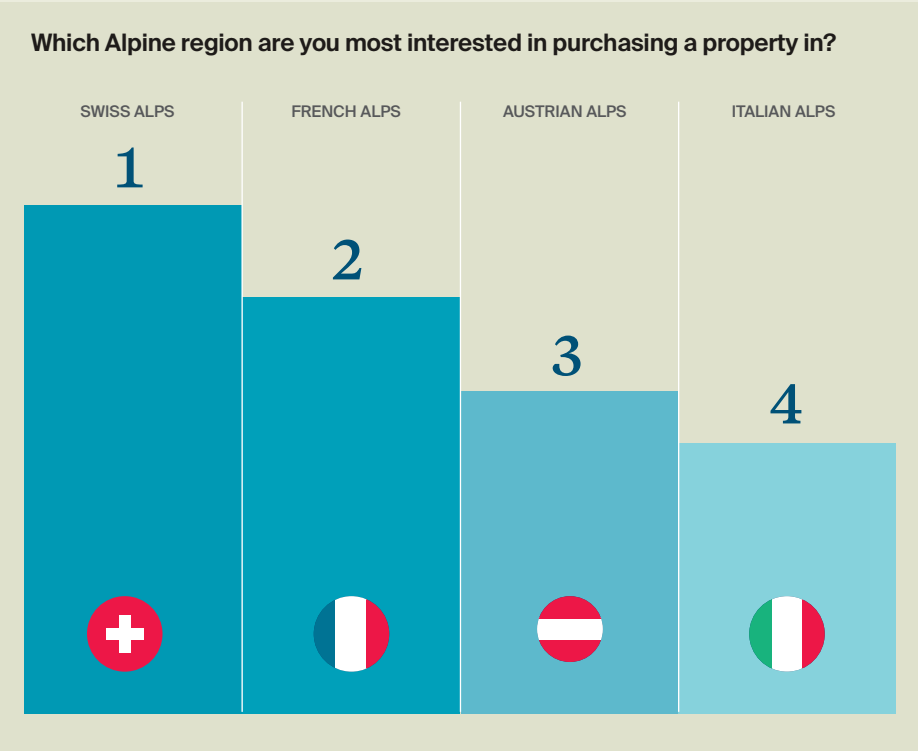 Which Alpine region are you most interested in purchasing a property in?
SWISS ALPS
FRENCH ALPS
AUSTRIAN ALPS
ITALIAN ALPS
1
2
3
4